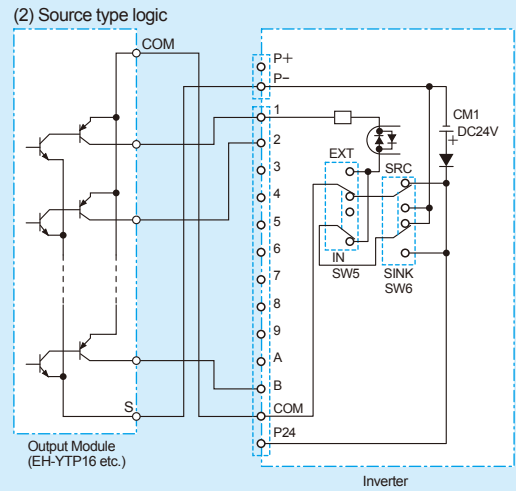 (2) Source type logic
COM
P+
P−
1
2
3
4
5
6
7
8
9
A
B
COM
P24
CM1
DC24V
+
EXT
SRC
IN
SW5
SINK
SW6
S
Output Module
(EH-YTP16 etc.)
Inverter